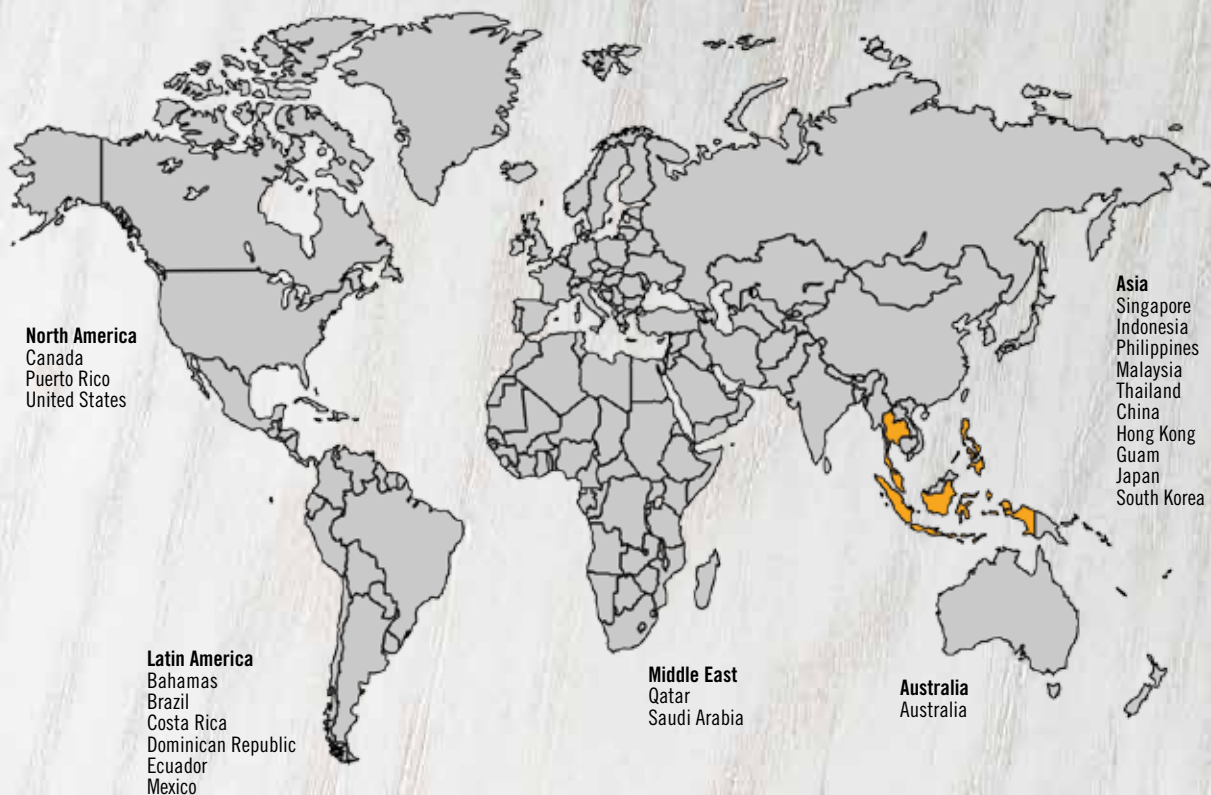 North America
Canada
Puerto Rico
United States
Latin America
Bahamas
Brazil
Costa Rica
Dominican Republic
Ecuador
Mexico
Middle East
Qatar
Saudi Arabia
Australia
Australia
Asia
Singapore
Indonesia
Philippines
Malaysia
Thailand
China
Hong Kong
Guam
Japan
South Korea